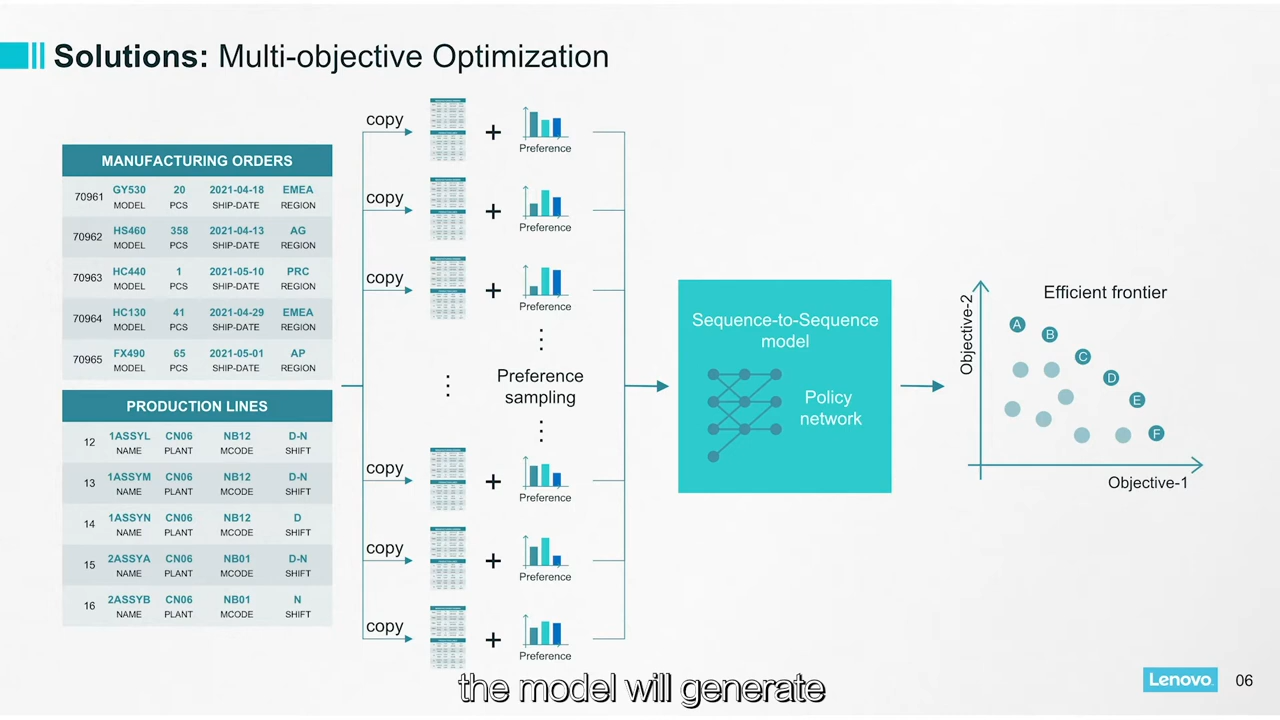 Solutions: Multi-objective Optimization
MANUFACTURING ORDERS
70961 GY530 20 2021-04-18 EMEA
MODEL MODEL SHIP-DATE REGION
70962 HS460 358 2021-04-13 AG
MODEL MODEL SHIP-DATE REGION
70963 HC440 1 2021-05-10 PRC
MODEL MODEL SHIP-DATE REGION
70964 HC130 41 2021-04-29 EMEA
MODEL PCS SHIP-DATE REGION
70965 FX490 65 2021-05-01 AP
MODEL PCS SHIP-DATE REGION
PRODUCTION LINES
12 1ASSYL CN06 NB12 D-N
NAME PLANT MCODE SHIFT
13 1ASSYM CN06 NB12 D-N
NAME PLANT MCODE SHIFT
14 1ASSYN CN06 NB12 D
NAME PLANT MCODE SHIFT
15 2ASSYA CN06 NB01 D-N
NAME PLANT MCODE SHIFT
16 2ASSYB CN06 NB01 N
NAME PLANT MCODE SHIFT
copy + Preference
copy + Preference
copy + Preference
Preference
sampling
copy + Preference
copy + Preference
copy + Preference
Sequence-to-Sequence
model
Policy
network
Efficient frontier
Objective-2
A
B
C
D
E
F
Objective-1
the model will generate
Lenovo. 06